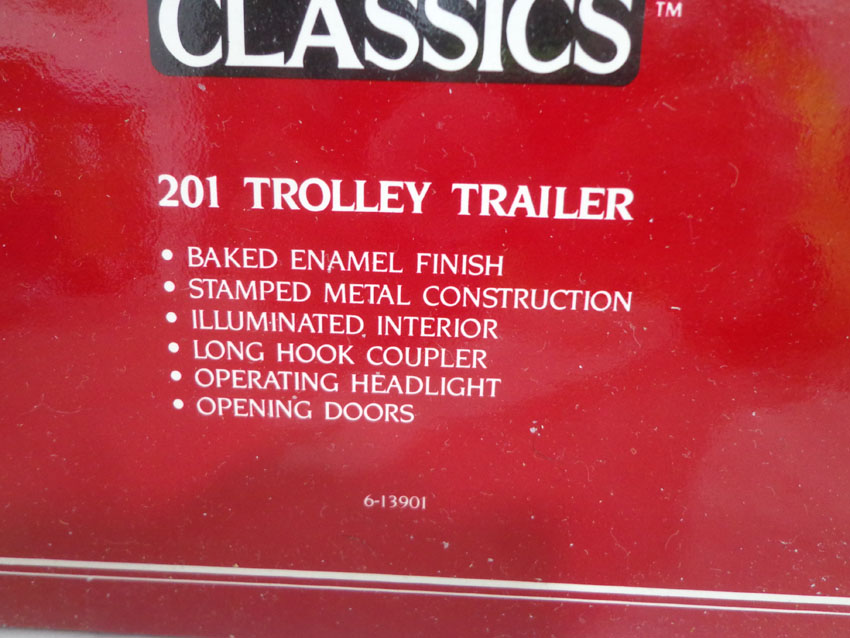 CLASSICS™
201 TROLLEY TRAILER
• BAKED ENAMEL FINISH
• STAMPED METAL CONSTRUCTION
• ILLUMINATED INTERIOR
• LONG HOOK COUPLER
• OPERATING HEADLIGHT
• OPENING DOORS
6-13901